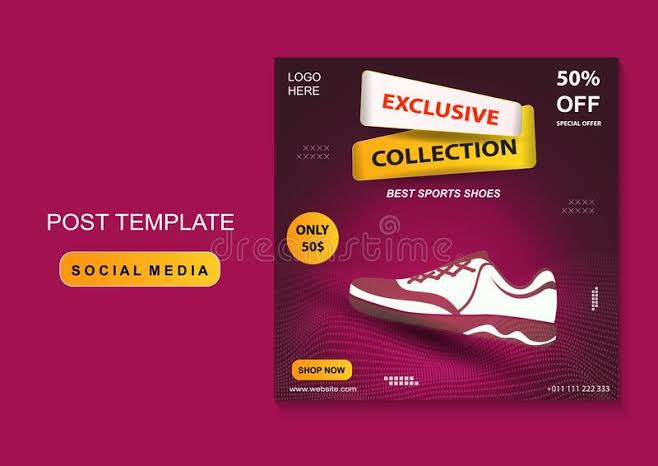 POST TEMPLATE
SOCIAL MEDIA
LOGO
HERE
EXCLUSIVE
COLLECTION
50%
OFF
SPECIAL OFFER
BEST SPORTS SHOES
ONLY
50$
dreamstime
SHOP NOW
www.website.com
+011 111 222 333